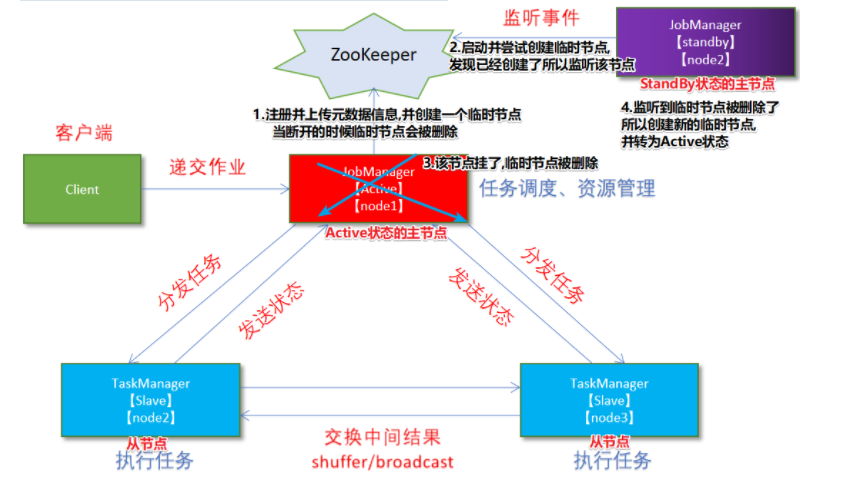 监听事件
JobManager
【standby】
【node2】
StandBy状态的主节点
ZooKeeper
2.启动并尝试创建临时节点,
发现已经创建了所以监听该节点
4.监听到临时节点被删除了
所以创建新的临时节点,
并转为Active状态
1.注册并上传元数据信息,并创建一个临时节点
当断开的时候临时节点会被删除
客户端
Client
递交作业
3.该节点挂了,临时节点被删除
JobManager
【Active】
【node1】
Active状态的主节点
任务调度、资源管理
分发任务
发送状态
发送状态
分发任务
TaskManager
【Slave】
【node2】
从节点
执行任务
TaskManager
【Slave】
【node3】
从节点
执行任务
交换中间结果
shuffer/broadcast